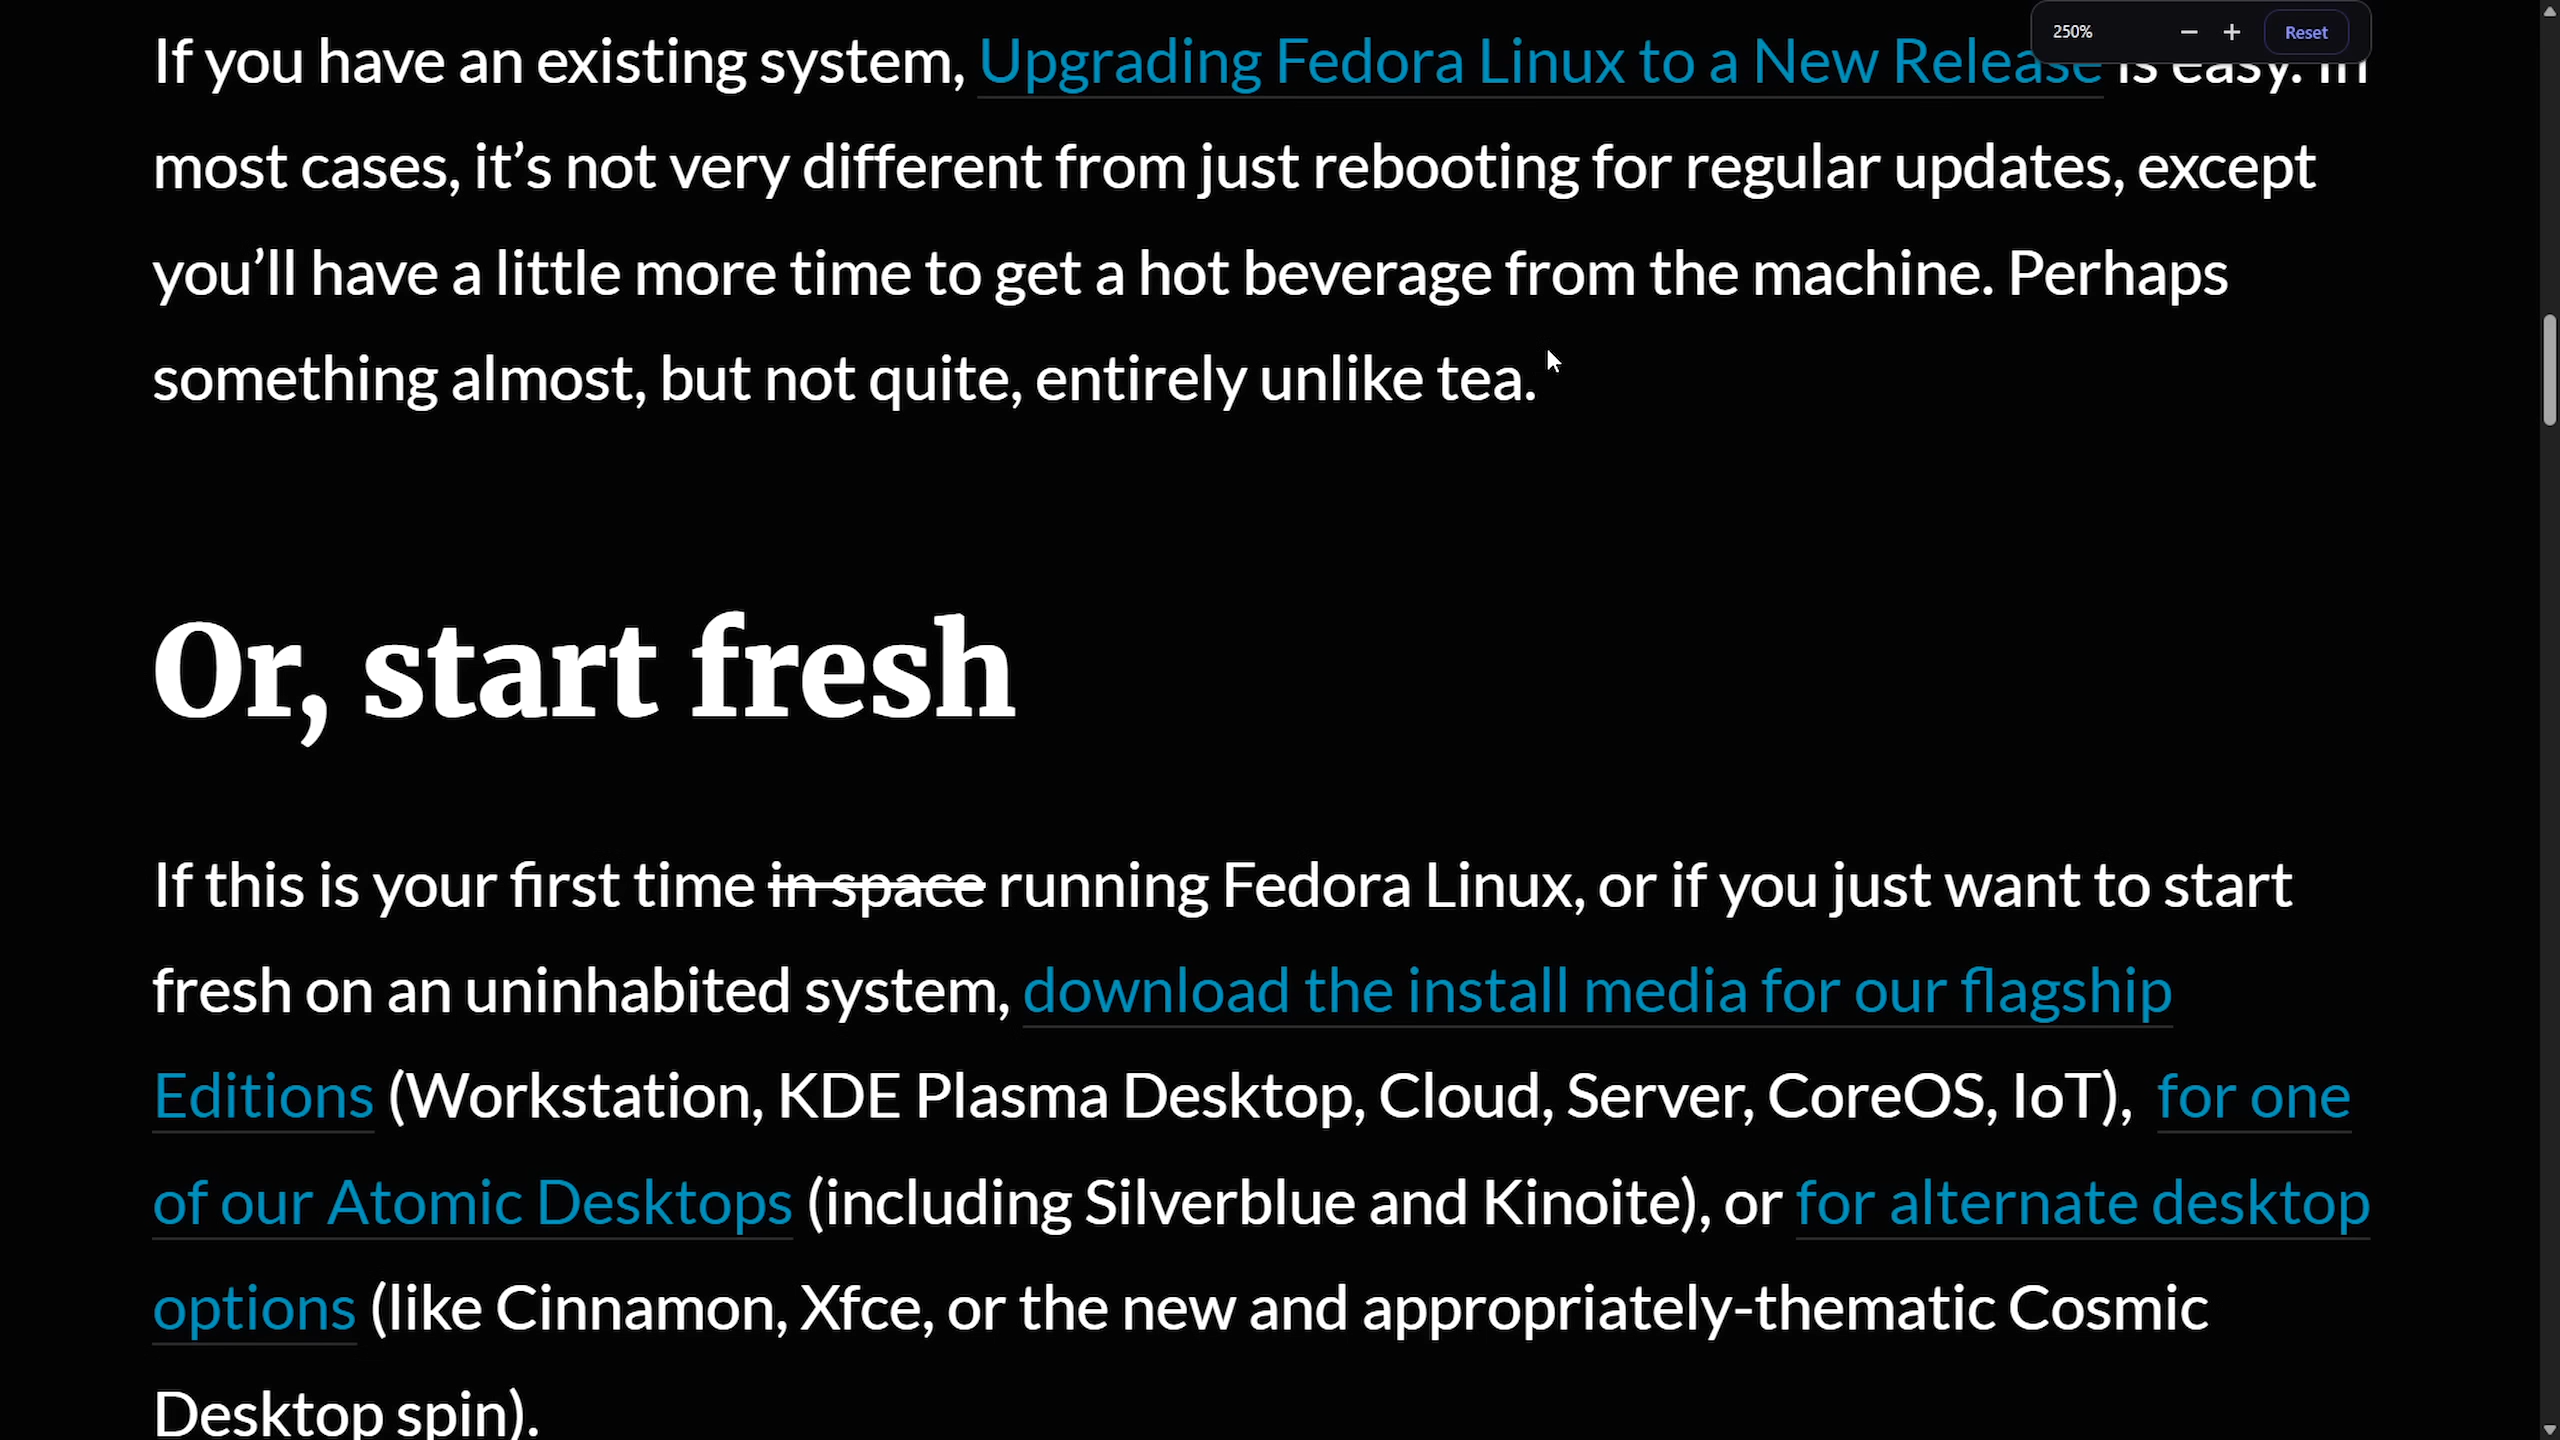 If you have an existing system, Upgrading Fedora Linux to a New Release is easy. In
250%
Reset
most cases, it’s not very different from just rebooting for regular updates, except
you’ll have a little more time to get a hot beverage from the machine. Perhaps
something almost, but not quite, entirely unlike tea.
Or, start fresh
If this is your first time in space running Fedora Linux, or if you just want to start
fresh on an uninhabited system, download the install media for our flagship
Editions (Workstation, KDE Plasma Desktop, Cloud, Server, CoreOS, IoT), for one
of our Atomic Desktops (including Silverblue and Kinoite), or for alternate desktop
options (like Cinnamon, Xfce, or the new and appropriately-thematic Cosmic
Desktop spin).